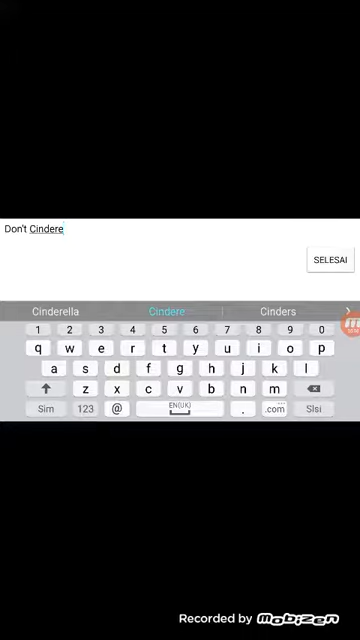 Don't Cindere
SELESAI
Cinderella Cindere Cinders
1 2 3 4 5 6 7 8 9 0
q w e r t y u i o p
a s d f g h j k l
z x c v b n m
Sim 123 @ EN(UK) . .com Slsi
Recorded by mobizen